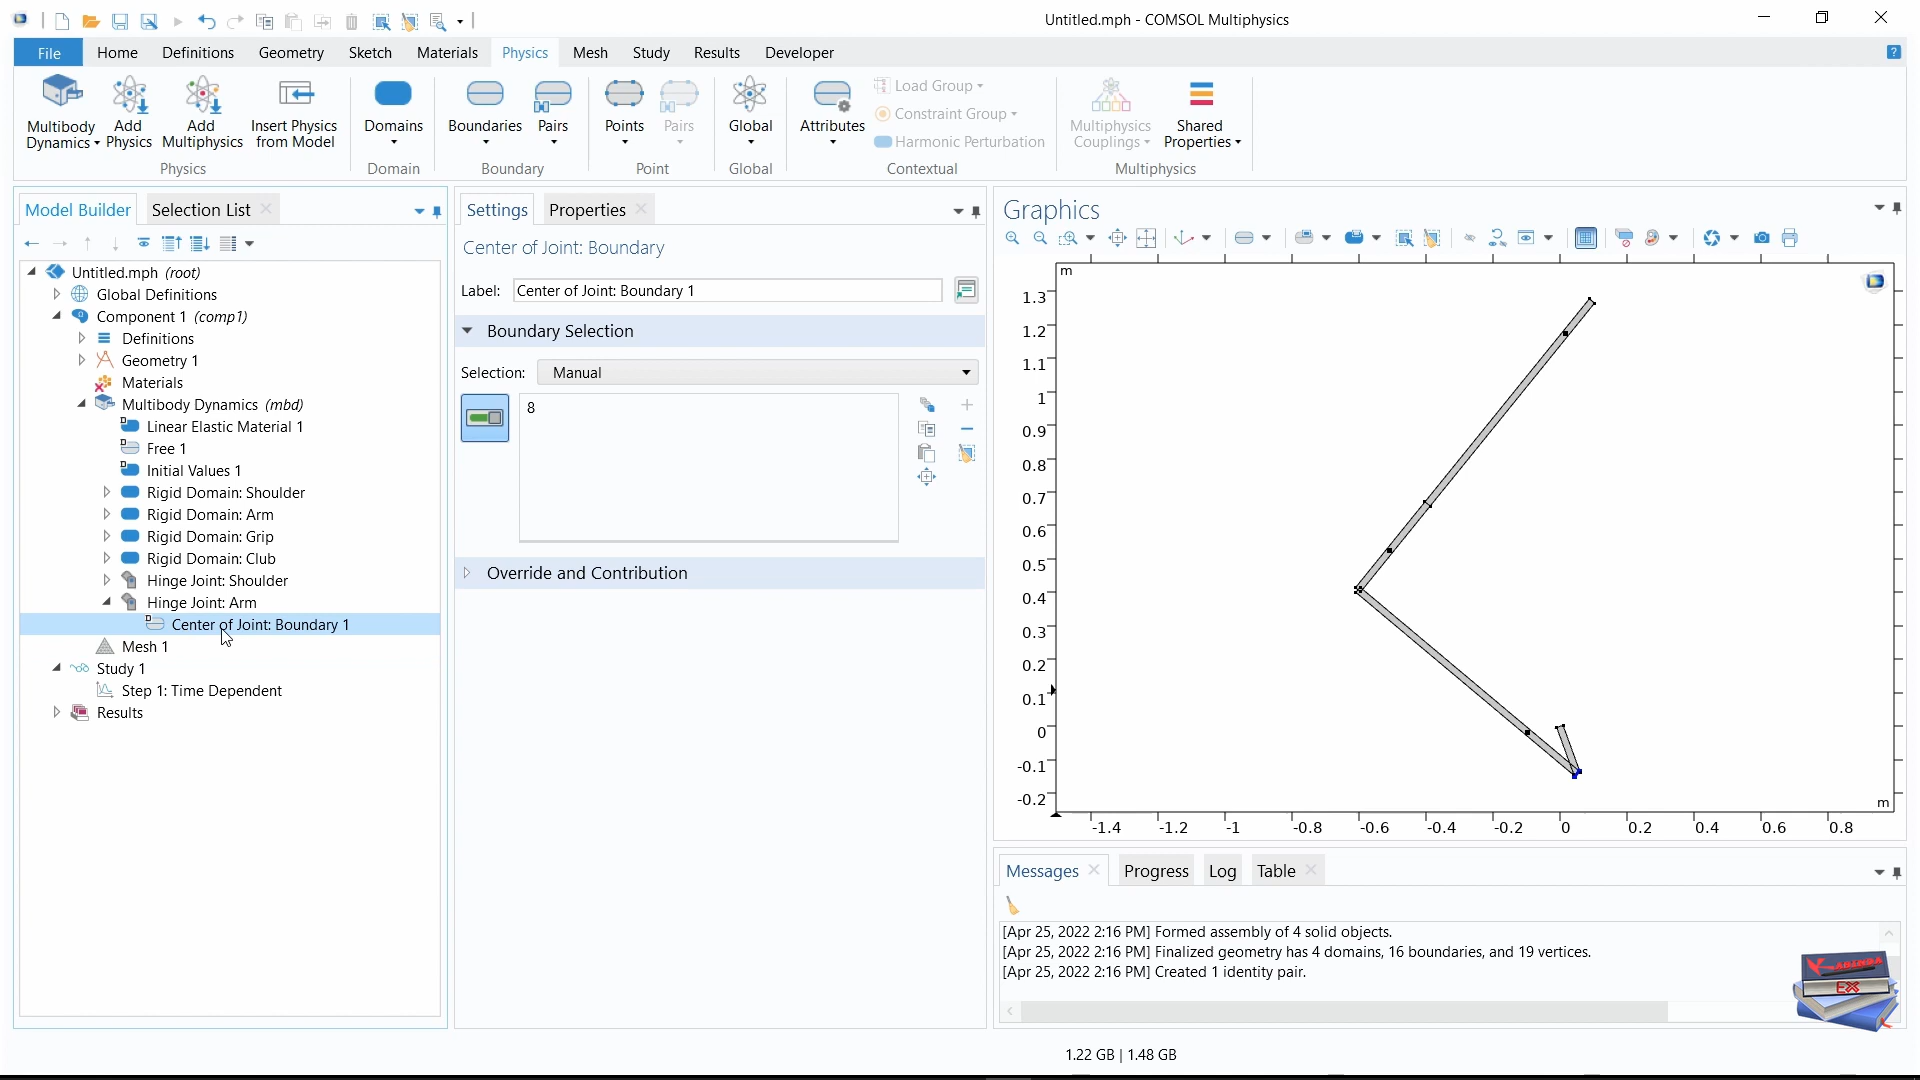 Untitled.mph - COMSOL Multiphysics
File Home Definitions Geometry Sketch Materials Physics Mesh Study Results Developer
Multibody Dynamics
Add Physics
Add Multiphysics
Insert Physics from Model
Physics
Domains
Domain
Boundaries
Pairs
Boundary
Points
Pairs
Point
Global
Global
Attributes
Load Group
Constraint Group
Harmonic Perturbation
Contextual
Multiphysics Couplings
Shared Properties
Multiphysics
Model Builder
Selection List
Untitled.mph (root)
Global Definitions
Component 1 (comp1)
Definitions
Geometry 1
Materials
Multibody Dynamics (mbd)
Linear Elastic Material 1
Free 1
Initial Values 1
Rigid Domain: Shoulder
Rigid Domain: Arm
Rigid Domain: Grip
Rigid Domain: Club
Hinge Joint: Shoulder
Hinge Joint: Arm
Center of Joint: Boundary 1
Mesh 1
Study 1
Step 1: Time Dependent
Results
Settings
Properties
Center of Joint: Boundary
Label: Center of Joint: Boundary 1
Boundary Selection
Selection: Manual
8
Override and Contribution
Graphics
m
1.3
1.2
1.1
1
0.9
0.8
0.7
0.6
0.5
0.4
0.3
0.2
0.1
0
-0.1
-0.2
m
-1.4 -1.2 -1 -0.8 -0.6 -0.4 -0.2 0 0.2 0.4 0.6 0.8
Messages Progress Log Table
[Apr 25, 2022 2:16 PM] Formed assembly of 4 solid objects.
[Apr 25, 2022 2:16 PM] Finalized geometry has 4 domains, 16 boundaries, and 19 vertices.
[Apr 25, 2022 2:16 PM] Created 1 identity pair.
EX
1.22 GB | 1.48 GB